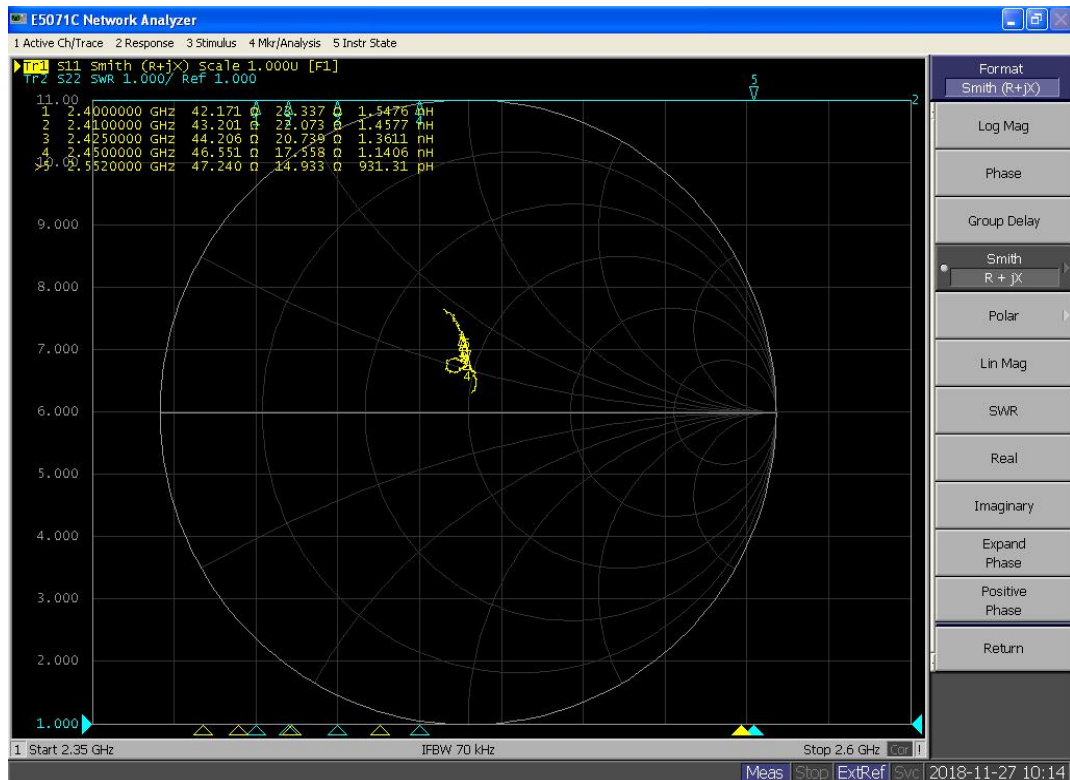 E5071C Network Analyzer
1 Active Ch/Trace 2 Response 3 Stimulus 4 Mkr/Analysis 5 Instr State
Tr1 S11 Smith (R+jX) Scale 1.000U [F1]
Tr2 S22 SWR 1.000/ Ref 1.000
11.00
1 2.4000000 GHz 42.171 Ω 23.337 Ω 1.5476 nH
2 2.4100000 GHz 43.201 Ω 22.073 Ω 1.4577 nH
3 2.4250000 GHz 44.206 Ω 20.739 Ω 1.3611 nH
4 2.4500000 GHz 46.551 Ω 17.558 Ω 1.1406 nH
>5 2.5520000 GHz 47.240 Ω 14.933 Ω 931.31 pH
5
2
10.00
9.000
8.000
7.000
4
6.000
5.000
4.000
3.000
2.000
1.000
1 Start 2.35 GHz
IFBW 70 kHz
Stop 2.6 GHz Cor !
Format
Smith (R+jX)
Log Mag
Phase
Group Delay
Smith
R + jX
Polar
Lin Mag
SWR
Real
Imaginary
Expand
Phase
Positive
Phase
Return
Meas Stop ExtRef Svc 2018-11-27 10:14